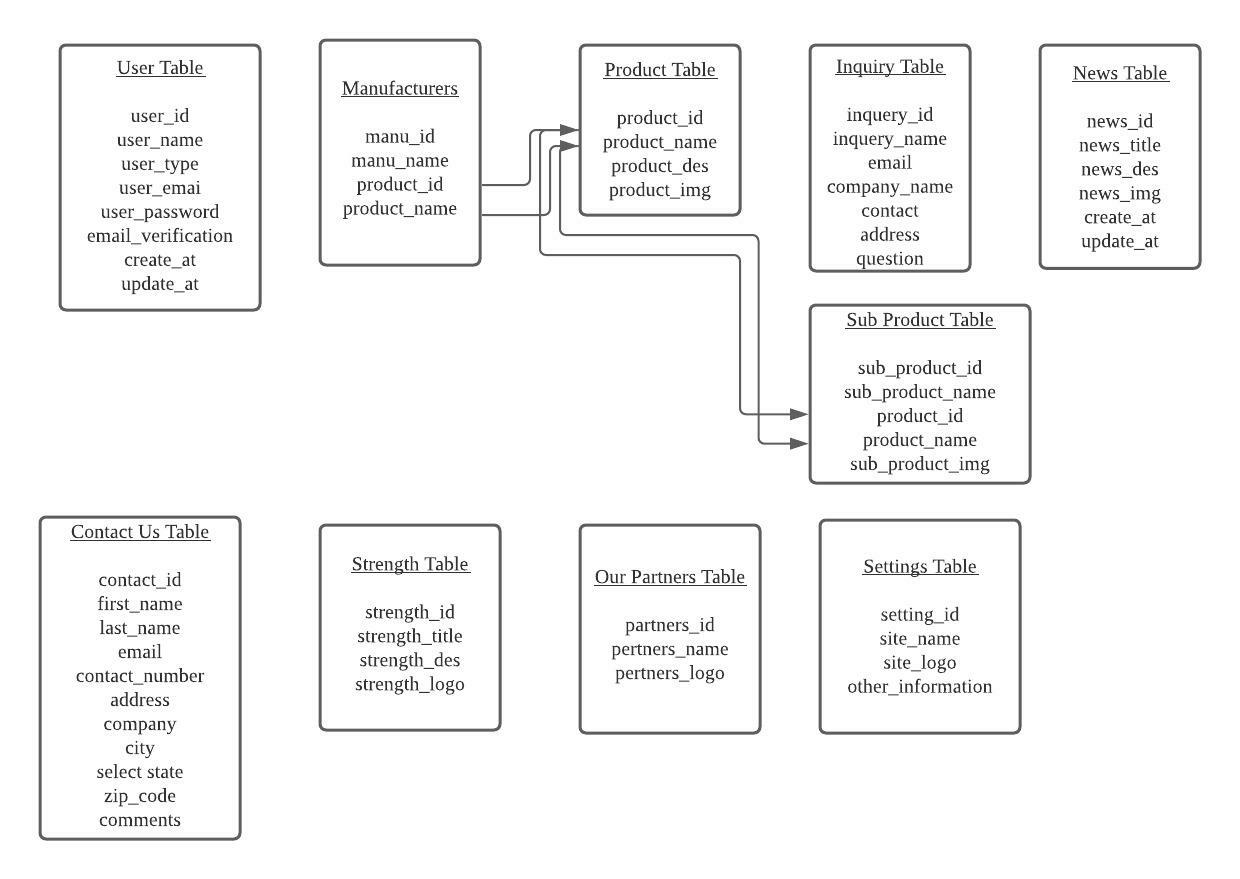 User Table
user_id
user_name
user_type
user_emai
user_password
email_verification
create_at
update_at
Manufacturers
manu_id
manu_name
product_id
product_name
Product Table
product_id
product_name
product_des
product_img
Inquiry Table
inquery_id
inquery_name
email
company_name
contact
address
question
News Table
news_id
news_title
news_des
news_img
create_at
update_at
Sub Product Table
sub_product_id
sub_product_name
product_id
product_name
sub_product_img
Contact Us Table
contact_id
first_name
last_name
email
contact_number
address
company
city
select state
zip_code
comments
Strength Table
strength_id
strength_title
strength_des
strength_logo
Our Partners Table
partners_id
pertners_name
pertners_logo
Settings Table
setting_id
site_name
site_logo
other_information